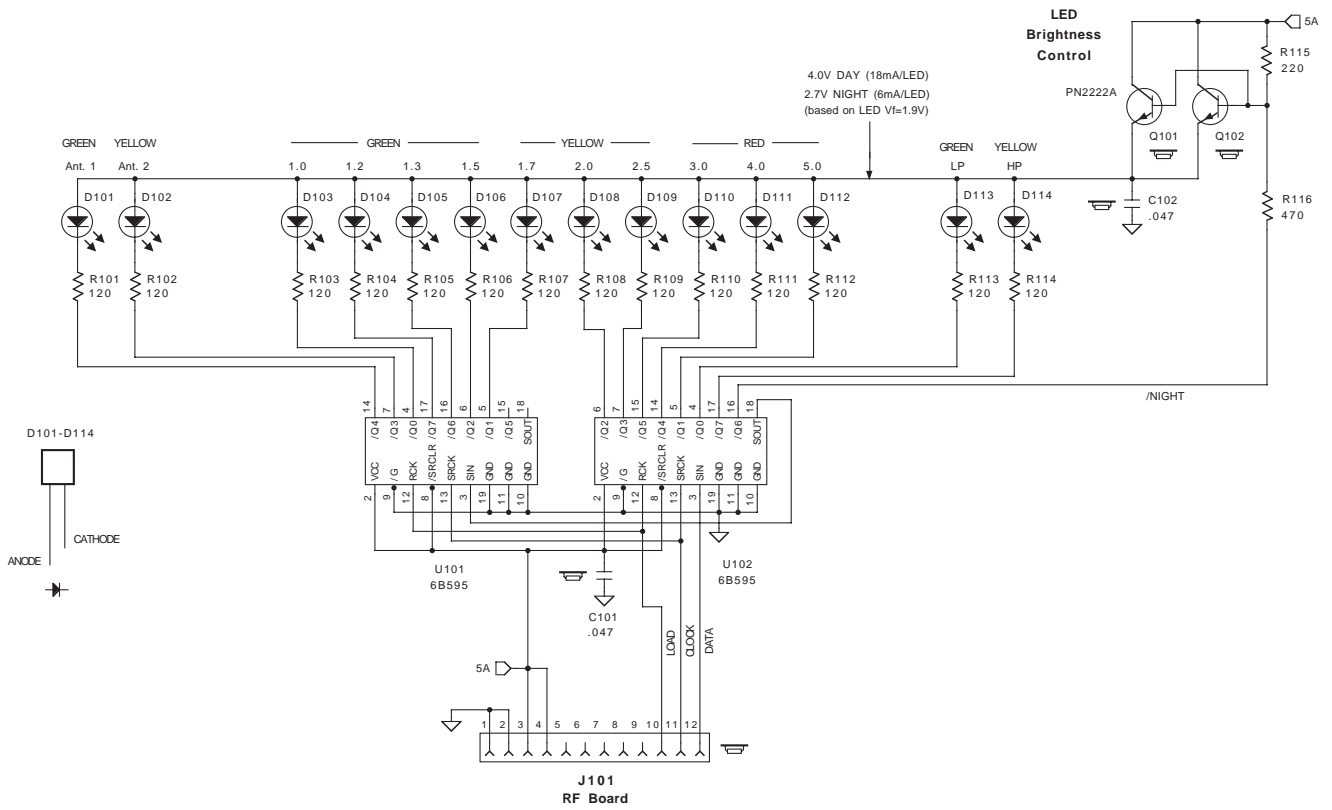 LED
Brightness
Control
5A
R115
220
4.0V DAY (18mA/LED)
2.7V NIGHT (6mA/LED)
(based on LED Vf=1.9V)
PN2222A
Q101
Q102
GREEN
YELLOW
GREEN
YELLOW
RED
GREEN
YELLOW
Ant. 1
Ant. 2
1.0
1.2
1.3
1.5
1.7
2.0
2.5
3.0
4.0
5.0
LP
HP
D101
D102
D103
D104
D105
D106
D107
D108
D109
D110
D111
D112
D113
D114
C102
.047
R116
470
R101
120
R102
120
R103
120
R104
120
R105
120
R106
120
R107
120
R108
120
R109
120
R110
120
R111
120
R112
120
R113
120
R114
120
/NIGHT
14
7
4
17
16
6
5
15
18
/Q4
/Q3
/Q0
/Q7
/Q6
/Q2
/Q1
/Q5
SOUT
VCC
/G
RCK
/SRCLR
SRCK
SIN
GND
GND
GND
2
9
12
8
13
3
19
11
10
U101
6B595
6
7
15
14
5
4
17
16
18
/Q2
/Q3
/Q5
/Q4
/Q1
/Q0
/Q7
/Q6
SOUT
VCC
/G
RCK
/SRCLR
SRCK
SIN
GND
GND
GND
2
9
12
8
13
3
19
11
10
U102
6B595
D101-D114
CATHODE
ANODE
C101
.047
LOAD
CLOCK
DATA
5A
1
2
3
4
5
6
7
8
9
10
11
12
J101
RF Board